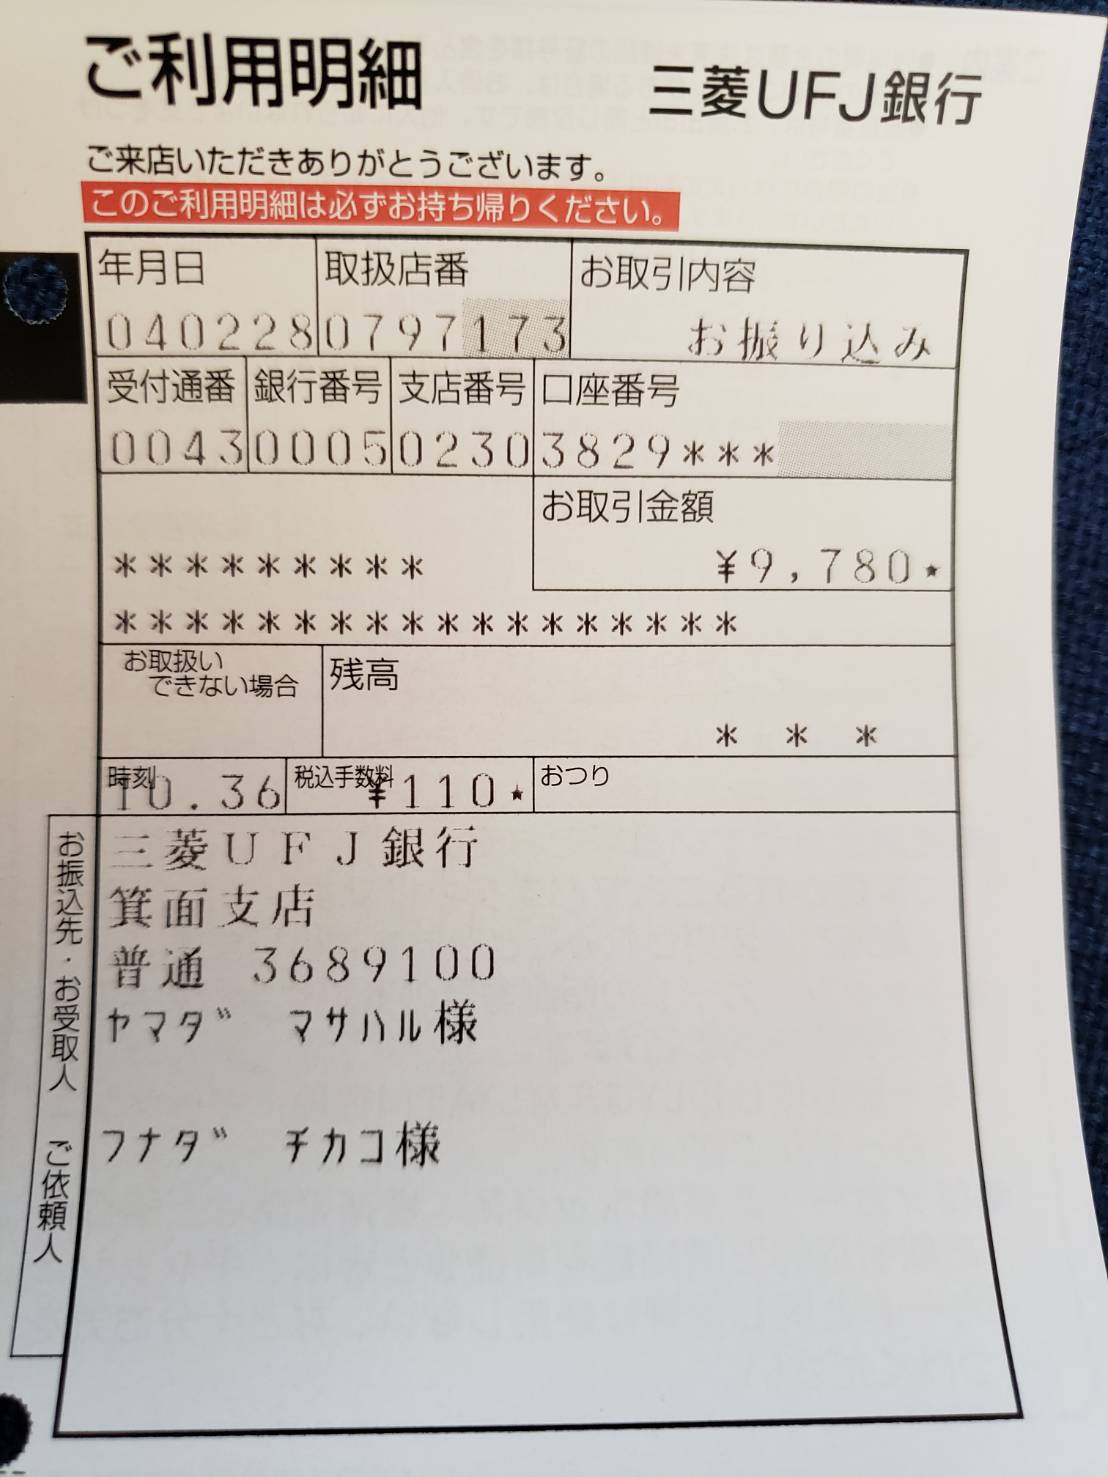 ご利用明細
三菱UFJ銀行
ご来店いただきありがとうございます。
このご利用明細は必ずお持ち帰りください。
年月日 取扱店番 お取引内容
040228 0797173 お振り込み
受付通番 銀行番号 支店番号 口座番号
0043 0005 0230 3829***
お取引金額
********* ¥9,780★
******************
お取扱いできない場合 残高
* * *
時刻 税込手数料 おつり
10.36 ¥110★
お振込先・お受取人
三菱UFJ銀行
箕面支店
普通 3689100
ヤマダ マサハル様
ご依頼人
フナダ チカコ様